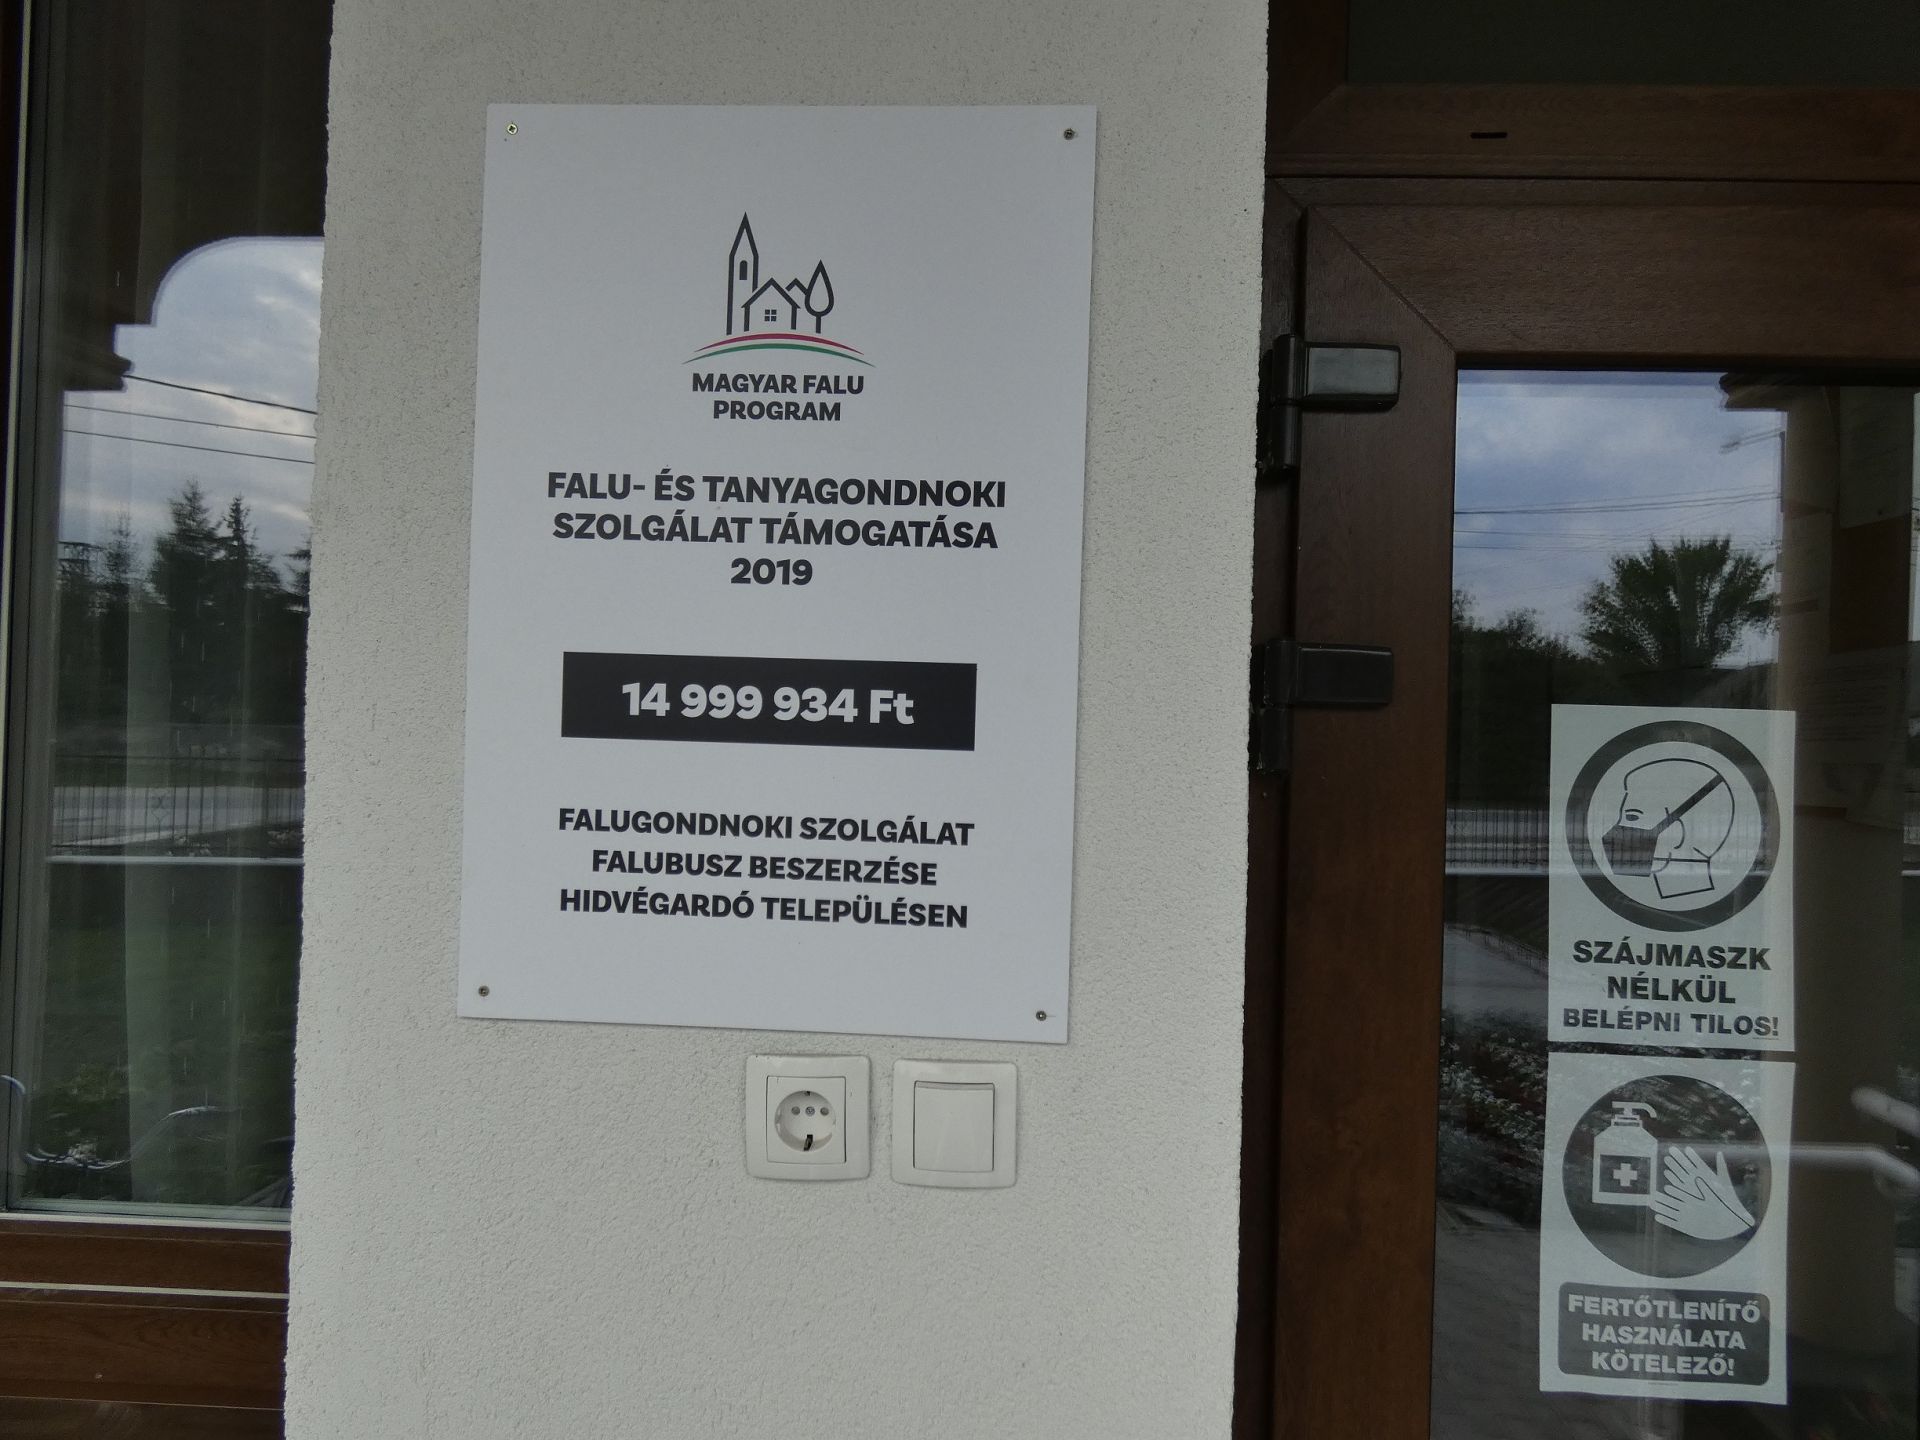 MAGYAR FALU
PROGRAM
FALU- ÉS TANYAGONDNOKI
SZOLGÁLAT TÁMOGATÁSA
2019
14 999 934 Ft
FALUGONDNOKI SZOLGÁLAT
FALUBUSZ BESZERZÉSE
HIDVÉGARDÓ TELEPÜLÉSEN
SZÁJMASZK
NÉLKÜL
BELÉPNI TILOS!
FERTŐTLENÍTŐ
HASZNÁLATA
KÖTELEZŐ!